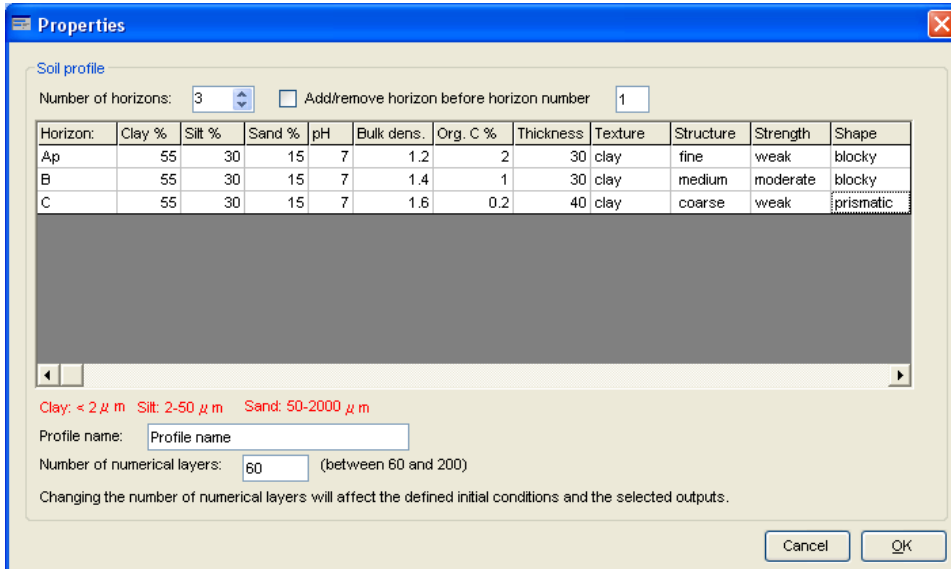 Properties
Soil profile
Number of horizons: 3 Add/remove horizon before horizon number 1
Horizon: Clay % Silt % Sand % pH Bulk dens. Org. C % Thickness Texture Structure Strength Shape
Ap 55 30 15 7 1.2 2 30 clay fine weak blocky
B 55 30 15 7 1.4 1 30 clay medium moderate blocky
C 55 30 15 7 1.6 0.2 40 clay coarse weak prismatic
Clay: < 2 μ m Silt: 2-50 μ m Sand: 50-2000 μ m
Profile name: Profile name
Number of numerical layers: 60 (between 60 and 200)
Changing the number of numerical layers will affect the defined initial conditions and the selected outputs.
Cancel OK